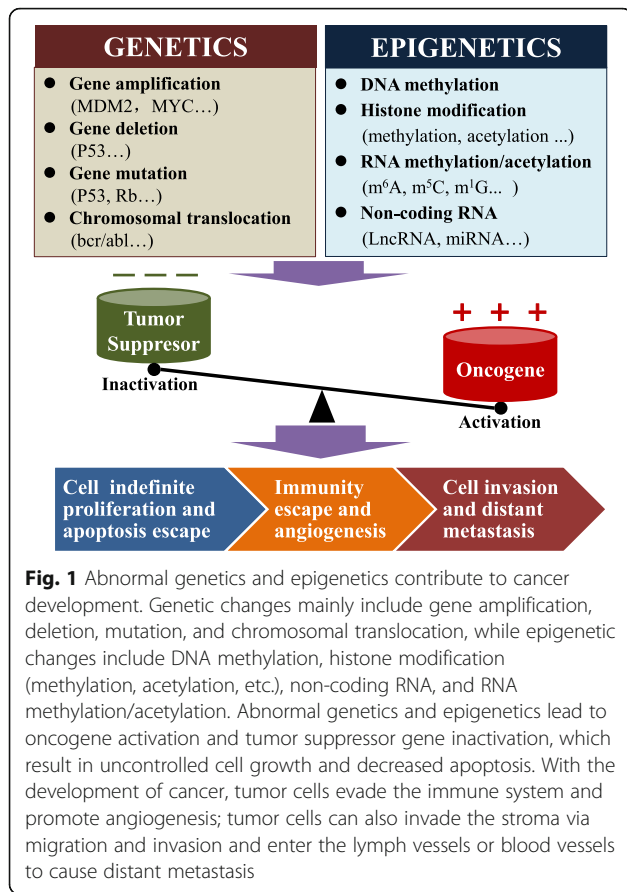 GENETICS
● Gene amplification
(MDM2, MYC...)
● Gene deletion
(P53...)
● Gene mutation
(P53, Rb...)
● Chromosomal translocation
(bcr/abl...)
EPIGENETICS
● DNA methylation
● Histone modification
(methylation, acetylation ...)
● RNA methylation/acetylation
(m⁶A, m⁵C, m¹G... )
● Non-coding RNA
(LncRNA, miRNA...)
— — —
Tumor
Suppresor
Inactivation
+ + +
Oncogene
Activation
Cell indefinite
proliferation and
apoptosis escape
Immunity
escape and
angiogenesis
Cell invasion
and distant
metastasis
Fig. 1 Abnormal genetics and epigenetics contribute to cancer
development. Genetic changes mainly include gene amplification,
deletion, mutation, and chromosomal translocation, while epigenetic
changes include DNA methylation, histone modification
(methylation, acetylation, etc.), non-coding RNA, and RNA
methylation/acetylation. Abnormal genetics and epigenetics lead to
oncogene activation and tumor suppressor gene inactivation, which
result in uncontrolled cell growth and decreased apoptosis. With the
development of cancer, tumor cells evade the immune system and
promote angiogenesis; tumor cells can also invade the stroma via
migration and invasion and enter the lymph vessels or blood vessels
to cause distant metastasis